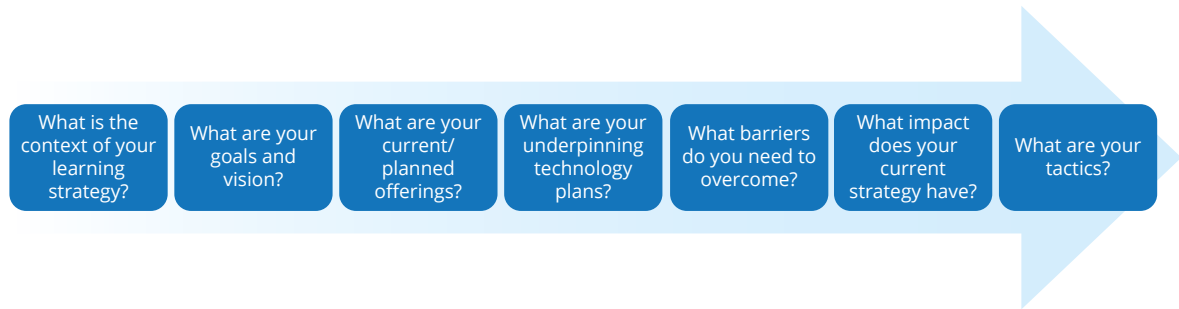 What is the
context of your
learning
strategy?
What are your
goals and
vision?
What are your
current/
planned
offerings?
What are your
underpinning
technology
plans?
What barriers
do you need to
overcome?
What impact
does your
current
strategy have?
What are your
tactics?